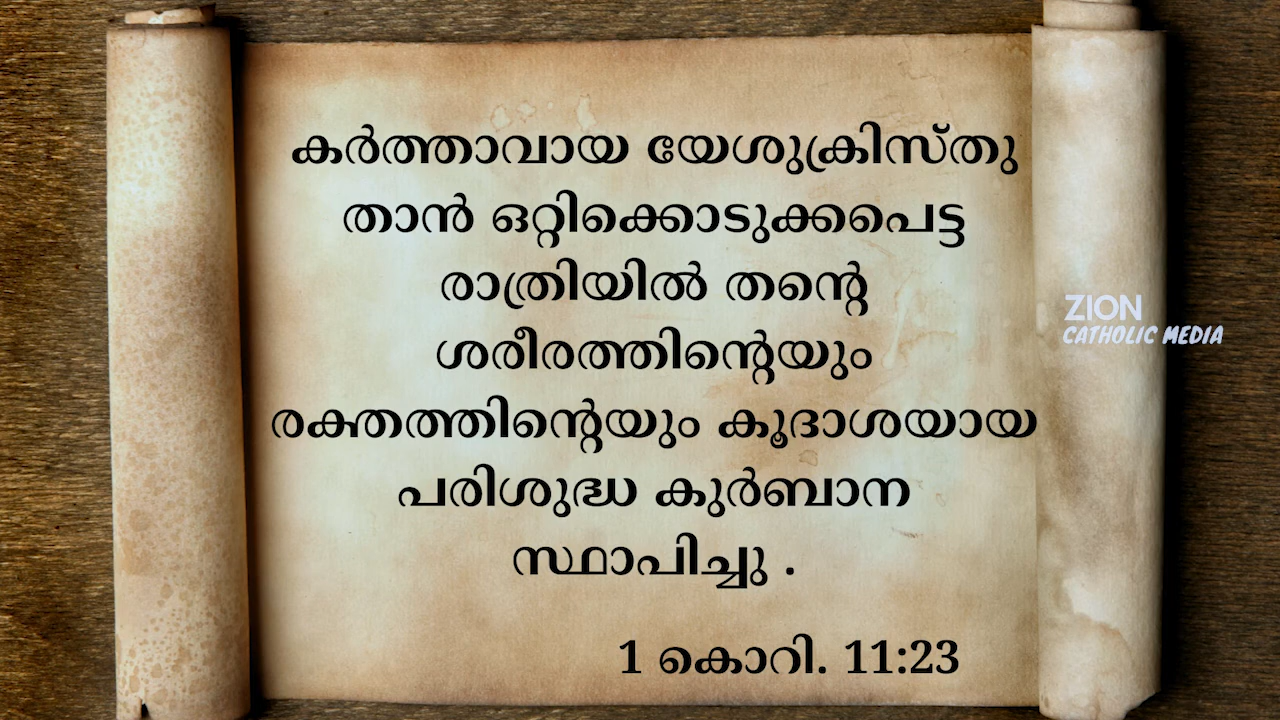 കർത്താവായ യേശുക്രിസ്തു
താൻ ഒറ്റിക്കൊടുക്കപെട്ട
രാത്രിയിൽ തന്റെ
ശരീരത്തിന്റെയും
രക്തത്തിന്റെയും കൂദാശയായ
പരിശുദ്ധ കുർബാന
സ്ഥാപിച്ചു .
1 കൊറി. 11:23
ZION
CATHOLIC MEDIA